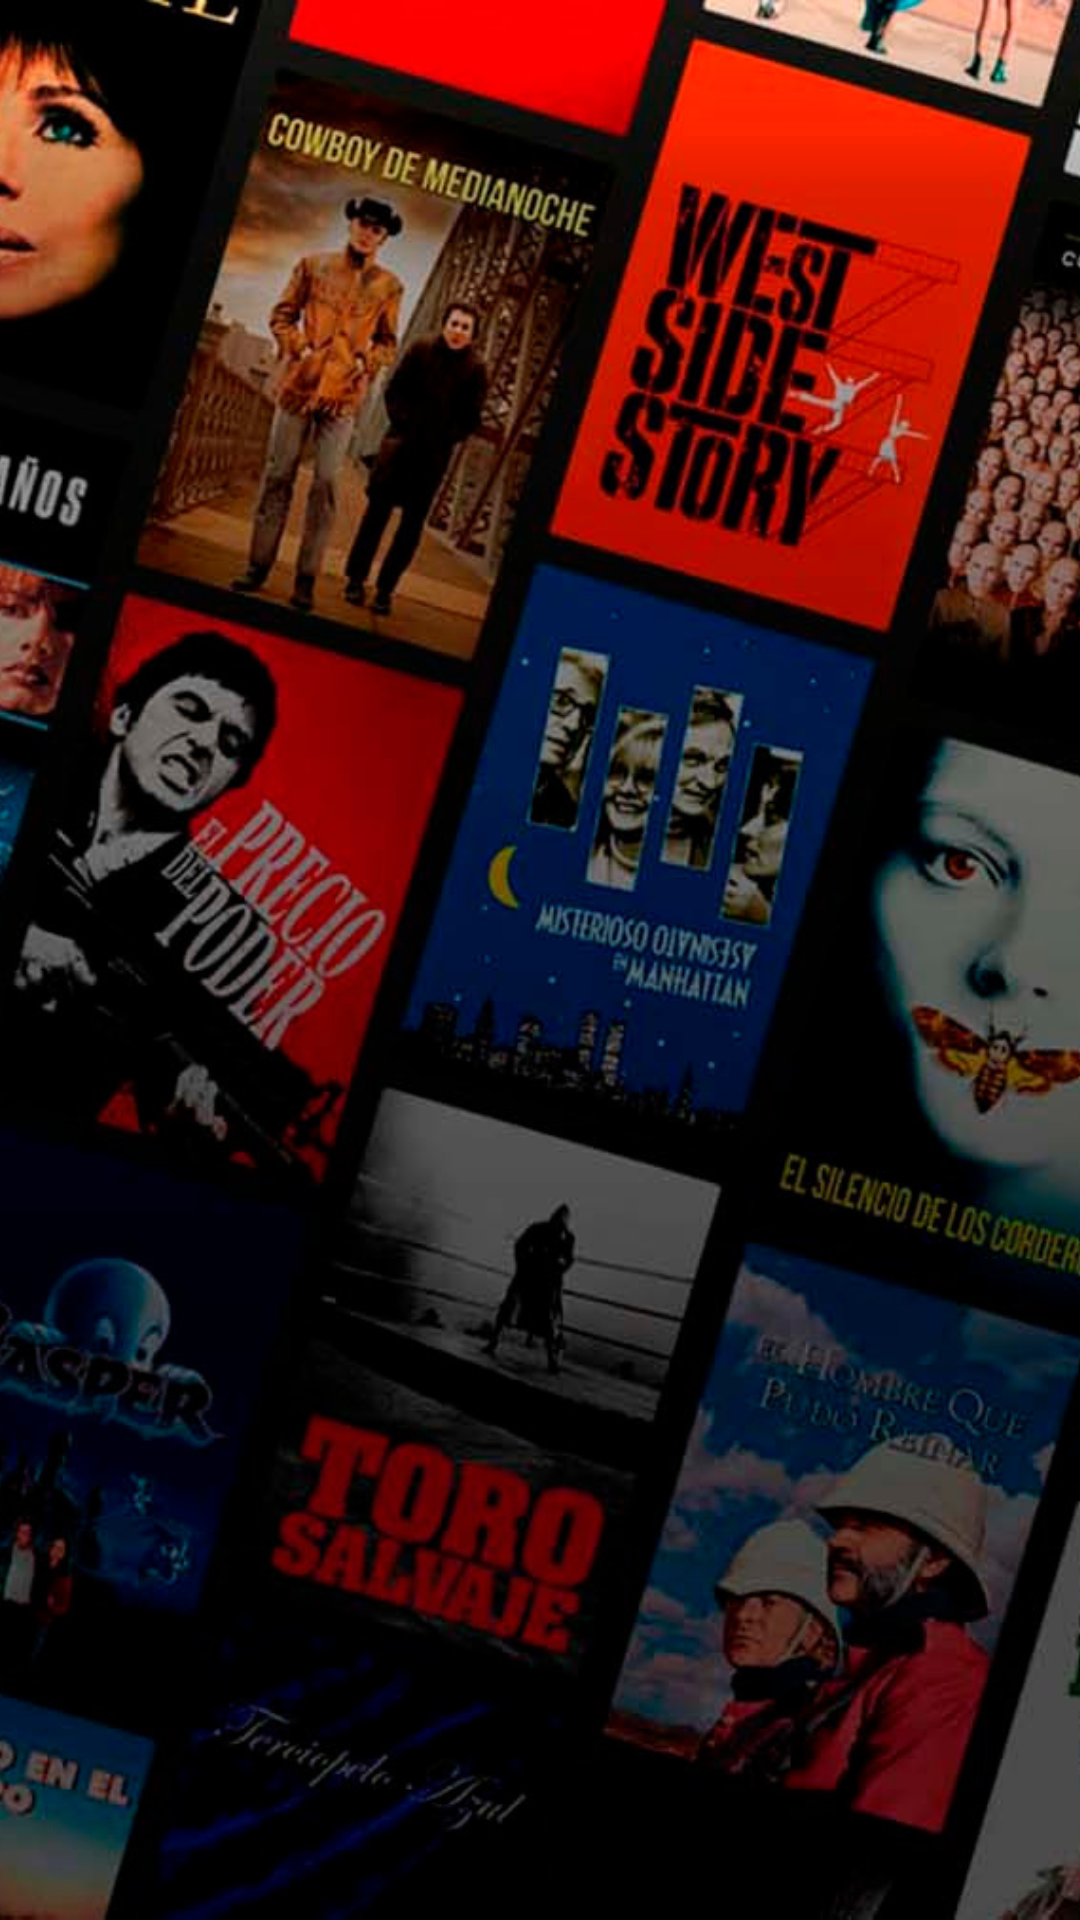 COWBOY DE MEDIANOCHE
WEST
SIDE
STORY
AÑOS
EL PRECIO
DEL PODER
MISTERIOSO ASESINATO
EN MANHATTAN
EL SILENCIO DE LOS CORDER
CASPER
EL HOMBRE QUE
PUDO REINAR
TORO
SALVAJE
Terciopelo Azul
O EN EL